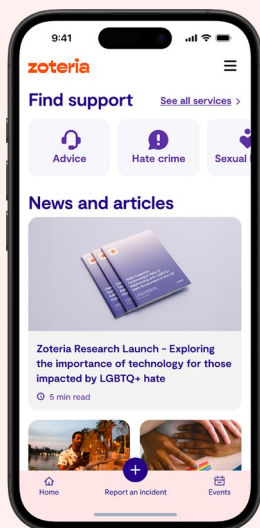 9:41
zoteria
Find support
See all services >
Advice
Hate crime
Sexual
News and articles
Zoteria Research Launch - Exploring
the importance of technology for those
impacted by LGBTQ+ hate
5 min read
Home
Report an incident
Events